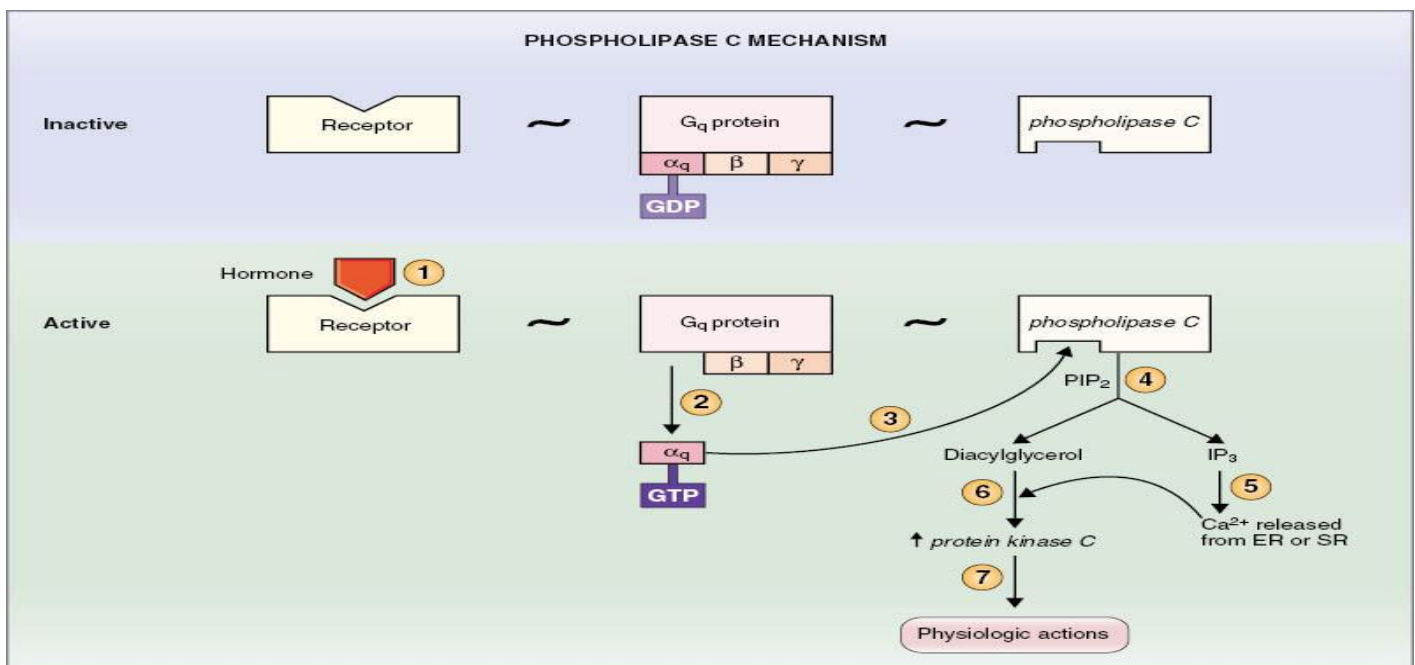 PHOSPHOLIPASE C MECHANISM
Inactive
Receptor
~
Gq protein
~
phospholipase C
αq β γ
GDP
Hormone
1
Active
Receptor
~
Gq protein
~
phospholipase C
β γ
PIP₂
4
2
3
αq
GTP
Diacylglycerol
IP₃
6
5
↑ protein kinase C
Ca²⁺ released
from ER or SR
7
Physiologic actions